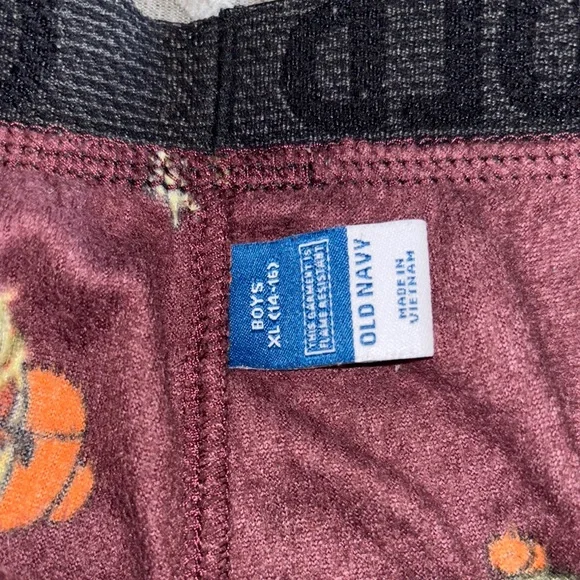 BOYS
XL (14-16)
THIS GARMENT IS
FLAME RESISTANT
OLD NAVY
MADE IN
VIETNAM